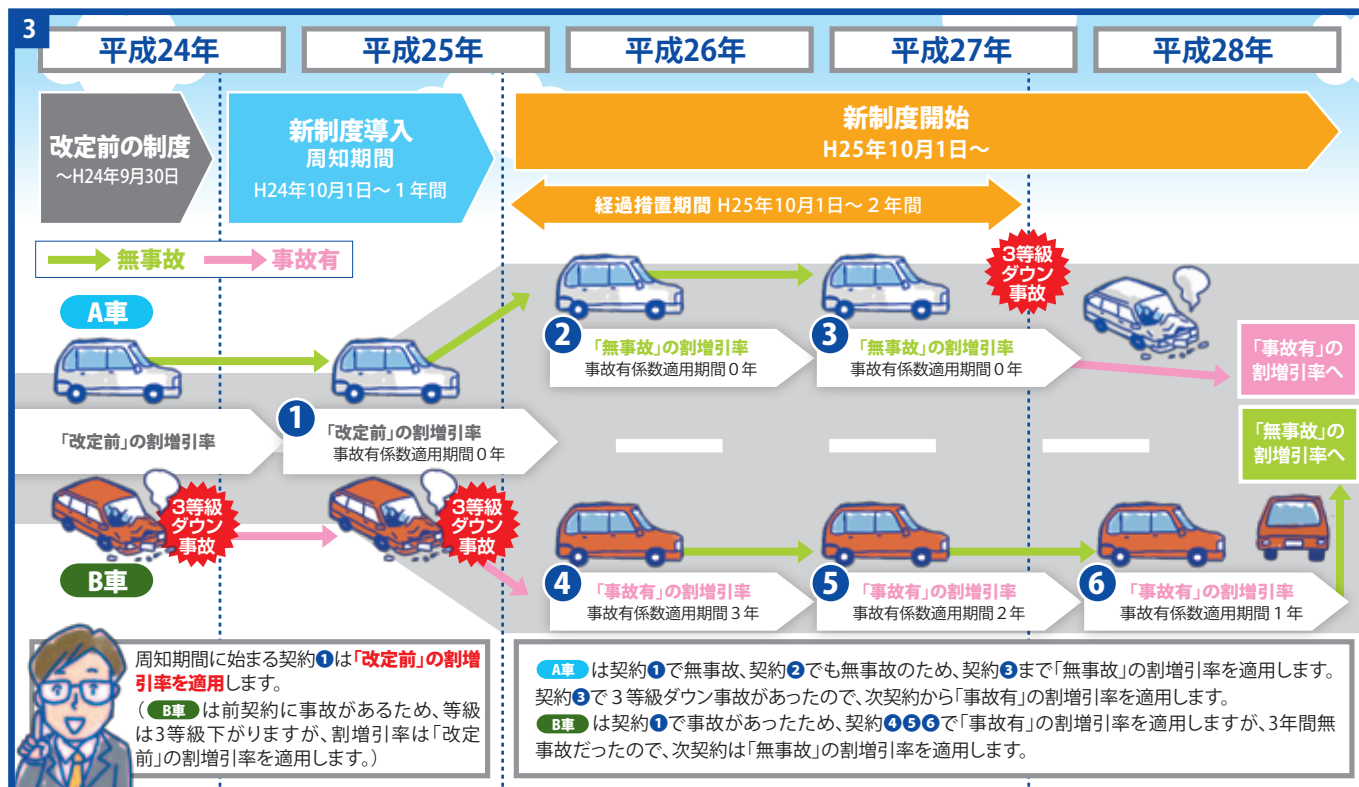 3
平成24年
平成25年
平成26年
平成27年
平成28年
改定前の制度
～H24年9月30日
新制度導入
周知期間
H24年10月1日～1年間
新制度開始
H25年10月1日～
経過措置期間 H25年10月1日～2年間
無事故
事故有
A車
3等級
ダウン
事故
❷
「無事故」の割増引率
事故有係数適用期間0年
❸
「無事故」の割増引率
事故有係数適用期間0年
「事故有」の
割増引率へ
「改定前」の割増引率
❶
「改定前」の割増引率
事故有係数適用期間0年
「無事故」の
割増引率へ
3等級
ダウン
事故
3等級
ダウン
事故
B車
❹
「事故有」の割増引率
事故有係数適用期間3年
❺
「事故有」の割増引率
事故有係数適用期間2年
❻
「事故有」の割増引率
事故有係数適用期間1年
周知期間に始まる契約❶は「改定前」の割増
引率を適用します。
（ B車 は前契約に事故があるため、等級
は3等級下がりますが、割増引率は「改定
前」の割増引率を適用します。）
A車 は契約❶で無事故、契約❷でも無事故のため、契約❸まで「無事故」の割増引率を適用します。
契約❸で3等級ダウン事故があったので、次契約から「事故有」の割増引率を適用します。
B車 は契約❶で事故があったため、契約❹❺❻で「事故有」の割増引率を適用しますが、3年間無
事故だったので、次契約は「無事故」の割増引率を適用します。